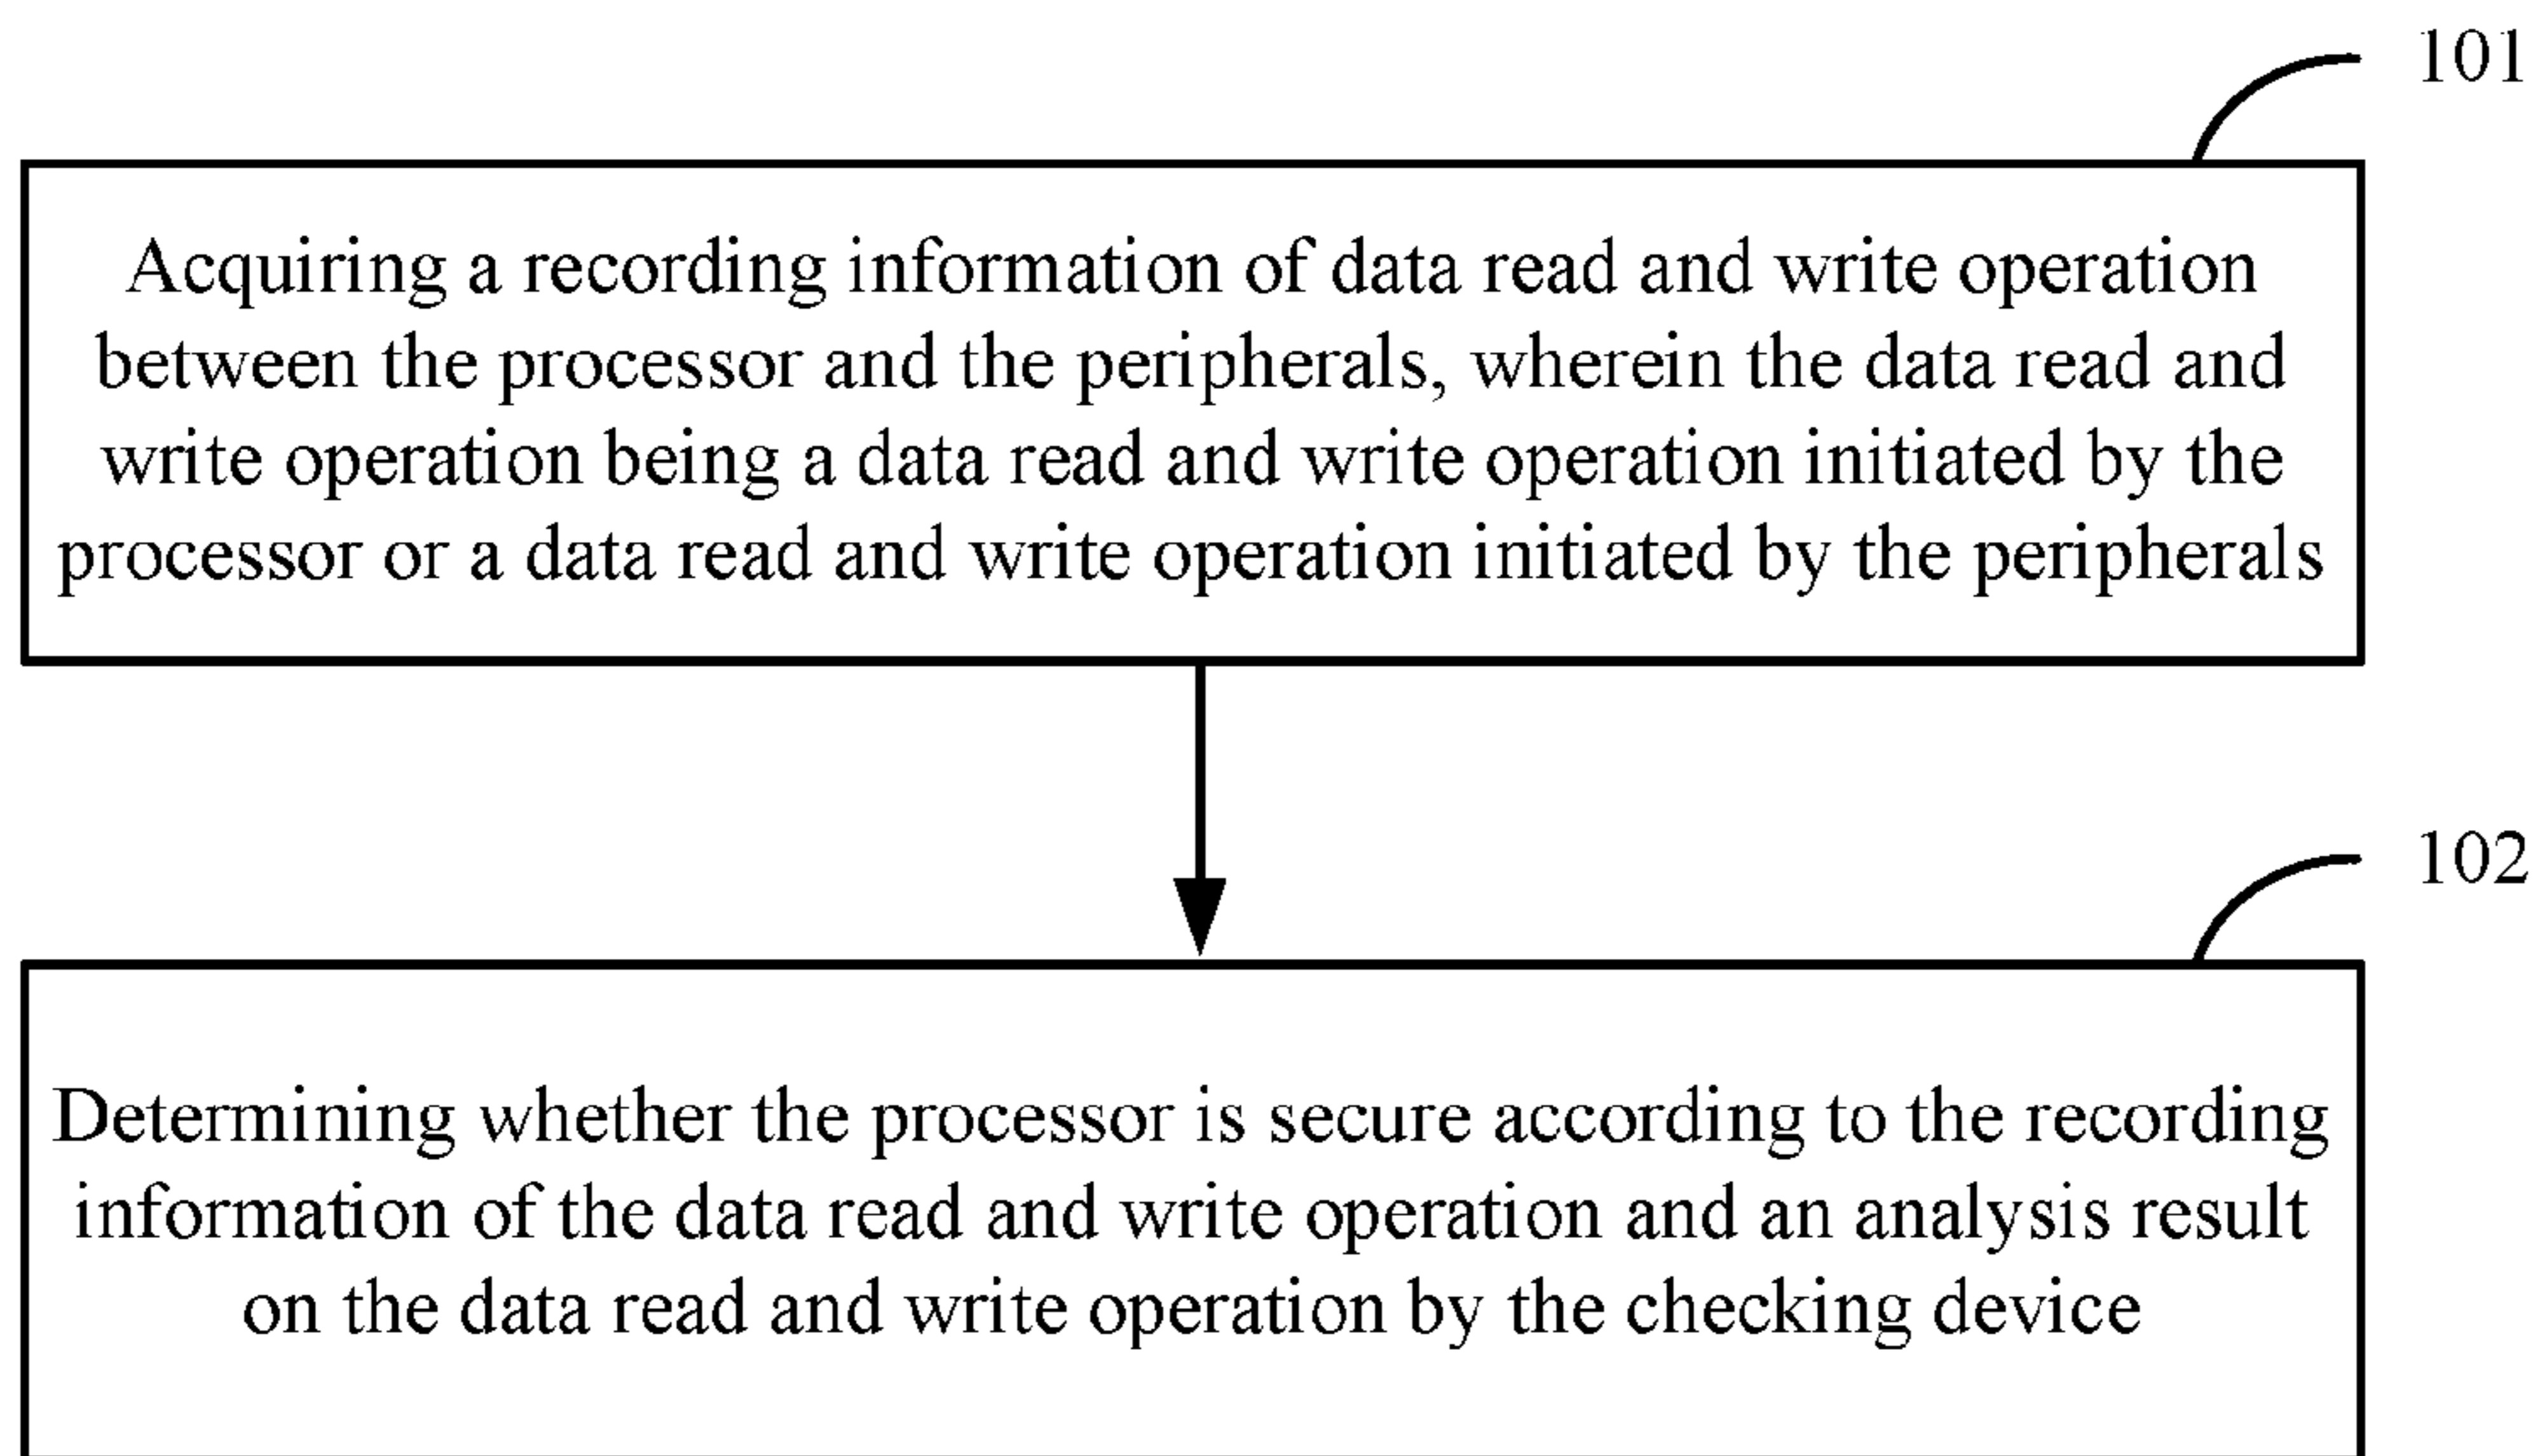 101
Acquiring a recording information of data read and write operation
between the processor and the peripherals, wherein the data read and
write operation being a data read and write operation initiated by the
processor or a data read and write operation initiated by the peripherals
102
Determining whether the processor is secure according to the recording
information of the data read and write operation and an analysis result
on the data read and write operation by the checking device